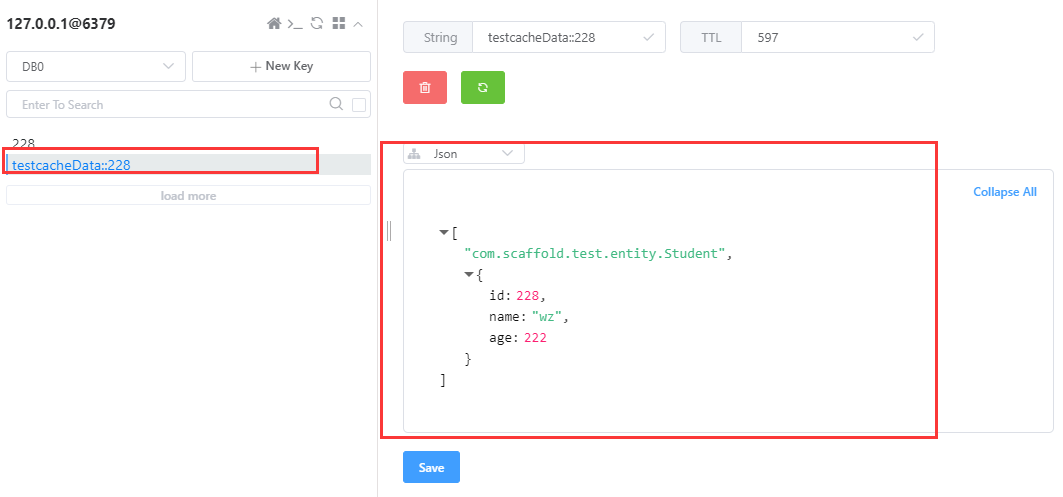 127.0.0.1@6379
DB0
New Key
Enter To Search
228
testcacheData::228
load more
String testcacheData::228 TTL 597
Json
Collapse All
[
"com.scaffold.test.entity.Student",
{
id: 228,
name: "wz",
age: 222
}
]
Save